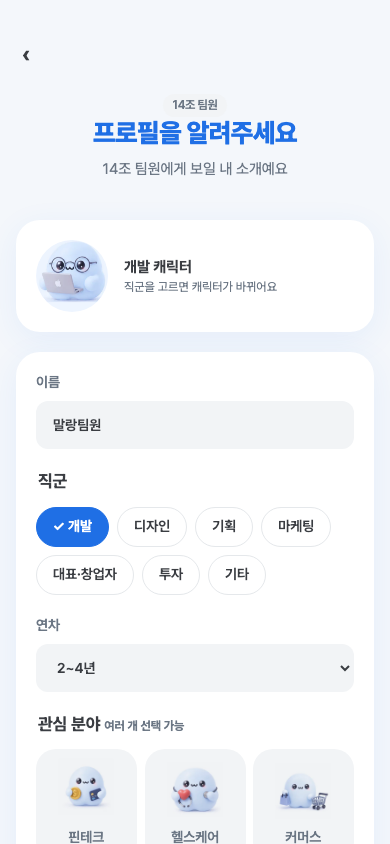 14조 팀원
프로필을 알려주세요
14조 팀원에게 보일 내 소개예요
개발 캐릭터
직군을 고르면 캐릭터가 바뀌어요
이름
말랑팀원
직군
✓ 개발
디자인
기획
마케팅
대표·창업자
투자
기타
연차
2~4년
관심 분야 여러 개 선택 가능
핀테크
헬스케어
커머스